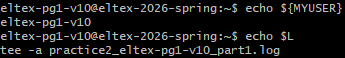 eltex-pg1-v10@eltex-2026-spring:~$ echo ${MYUSER}
eltex-pg1-v10
eltex-pg1-v10@eltex-2026-spring:~$ echo $L
tee -a practice2_eltex-pg1-v10_part1.log